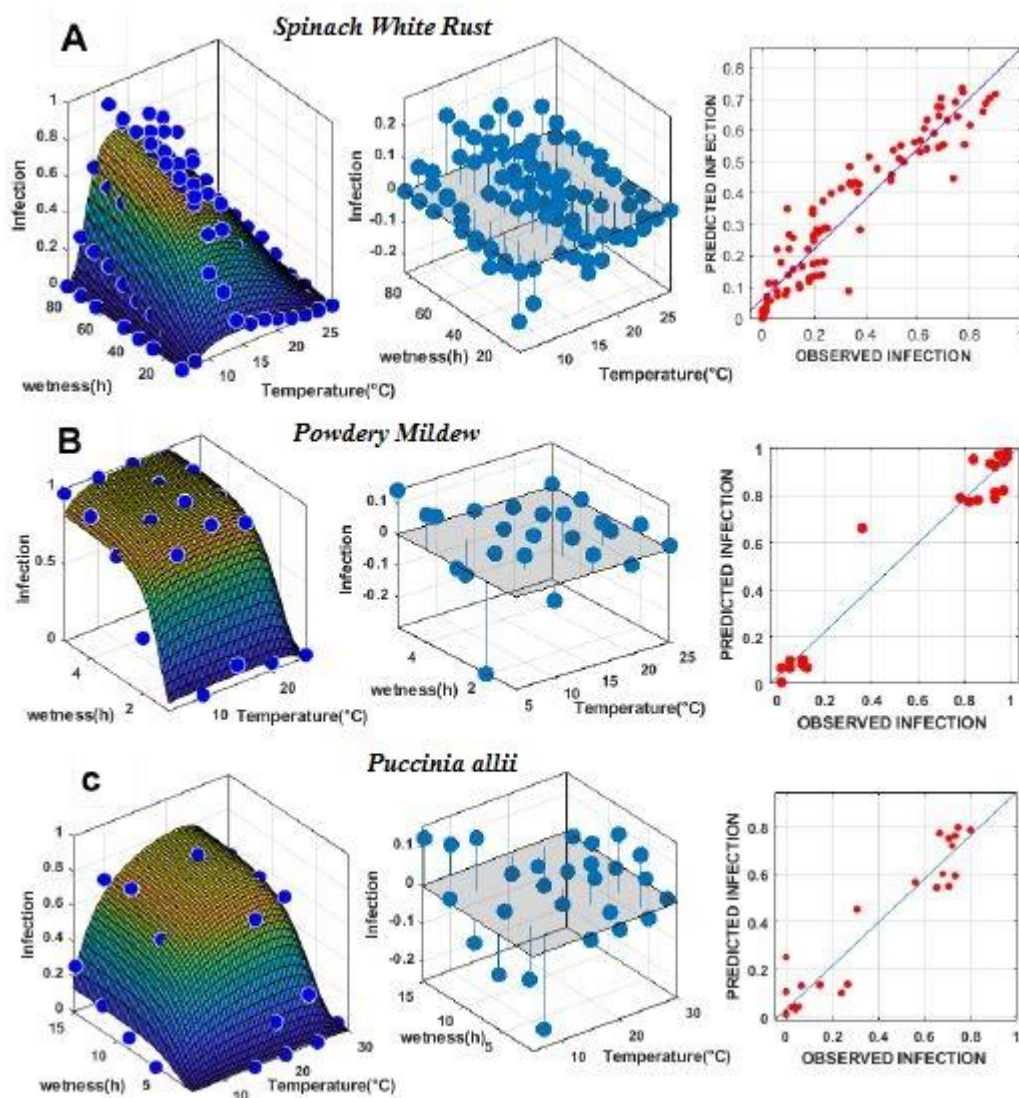 A
Spinach White Rust
1
0.8
0.6
0.4
0.2
0
Infection
80
60
40
20
wetness(h)
10
15
20
25
Temperature(°C)
0.2
0.1
0
-0.1
-0.2
Infection
80
60
40
20
wetness(h)
10
15
20
25
Temperature(°C)
0.8
0.7
0.6
0.5
0.4
0.3
0.2
0.1
0
PREDICTED INFECTION
0 0.2 0.4 0.6 0.8
OBSERVED INFECTION
B
Powdery Mildew
1
0.5
0
Infection
4
2
wetness(h)
10
20
Temperature(°C)
0.1
0
-0.1
-0.2
Infection
4
2
wetness(h)
5
10
15
20
25
Temperature(°C)
1
0.8
0.6
0.4
0.2
0
PREDICTED INFECTION
0 0.2 0.4 0.6 0.8 1
OBSERVED INFECTION
c
Puccinia allii
1
0.8
0.6
0.4
0.2
0
Infection
15
10
5
wetness(h)
10
20
30
Temperature(°C)
0.1
0
-0.1
-0.2
Infection
15
10
5
wetness(h)
10
20
30
Temperature(°C)
0.8
0.6
0.4
0.2
0
PREDICTED INFECTION
0 0.2 0.4 0.6 0.8 1
OBSERVED INFECTION